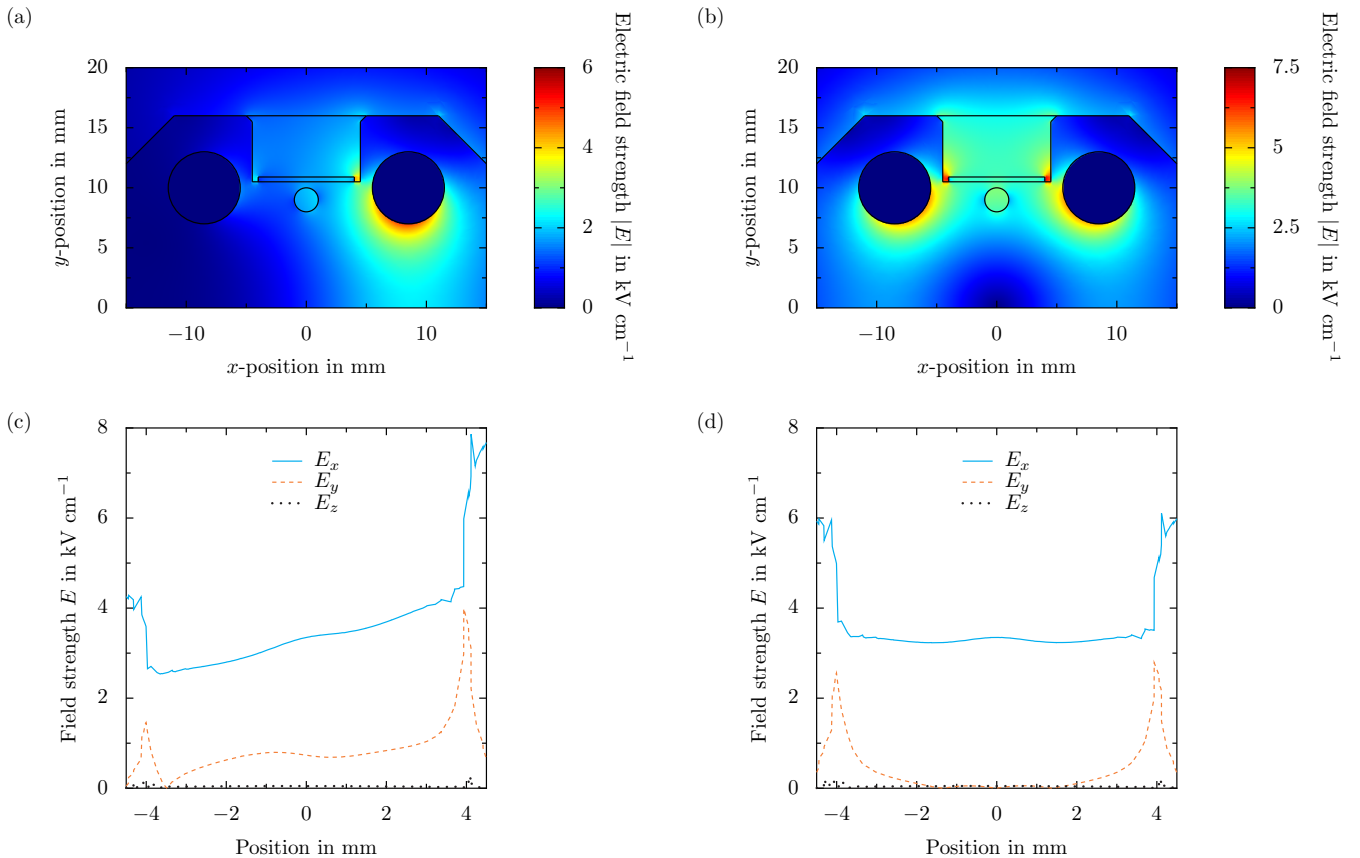 (a)
20
15
10
5
0
y-position in mm
−10
0
10
x-position in mm
6
4
2
0
Electric field strength |E| in kV cm⁻¹
(b)
20
15
10
5
0
y-position in mm
−10
0
10
x-position in mm
7.5
5
2.5
0
Electric field strength |E| in kV cm⁻¹
(c)
8
6
4
2
0
Field strength E in kV cm⁻¹
−4
−2
0
2
4
Position in mm
Eₓ
E_y
E_z
(d)
8
6
4
2
0
Field strength E in kV cm⁻¹
−4
−2
0
2
4
Position in mm
Eₓ
E_y
E_z